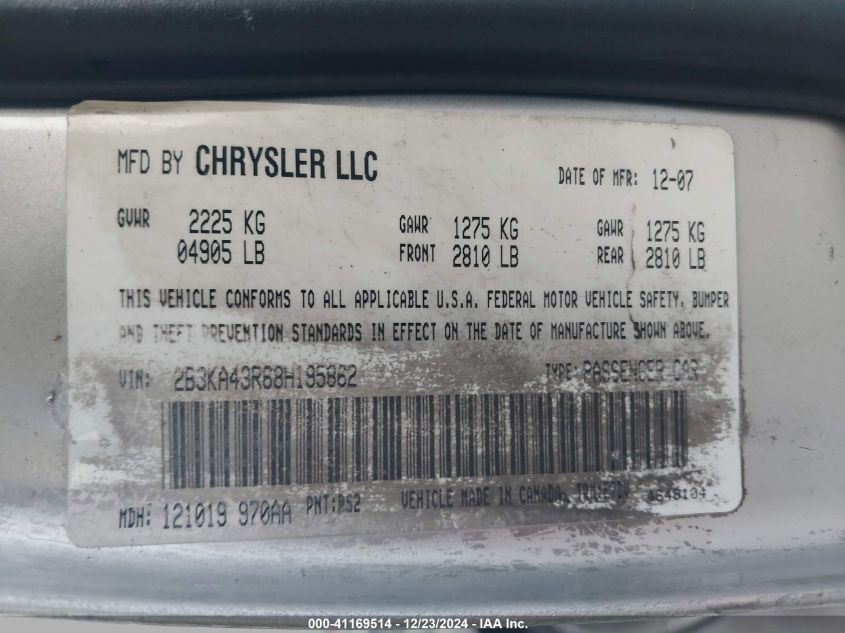 MFD BY CHRYSLER LLC DATE OF MFR: 12-07
GVWR 2225 KG GAWR 1275 KG GAWR 1275 KG
04905 LB FRONT 2810 LB REAR 2810 LB
THIS VEHICLE CONFORMS TO ALL APPLICABLE U.S.A. FEDERAL MOTOR VEHICLE SAFETY, BUMPER
AND THEFT PREVENTION STANDARDS IN EFFECT ON THE DATE OF MANUFACTURE SHOWN ABOVE.
VIN: 2B3KA43R68H195862 TYPE: PASSENGER CAR
MDH: 121019 970AA PNT:PS2 VEHICLE MADE IN CANADA 4648104
000-41169514 - 12/23/2024 - IAA Inc.